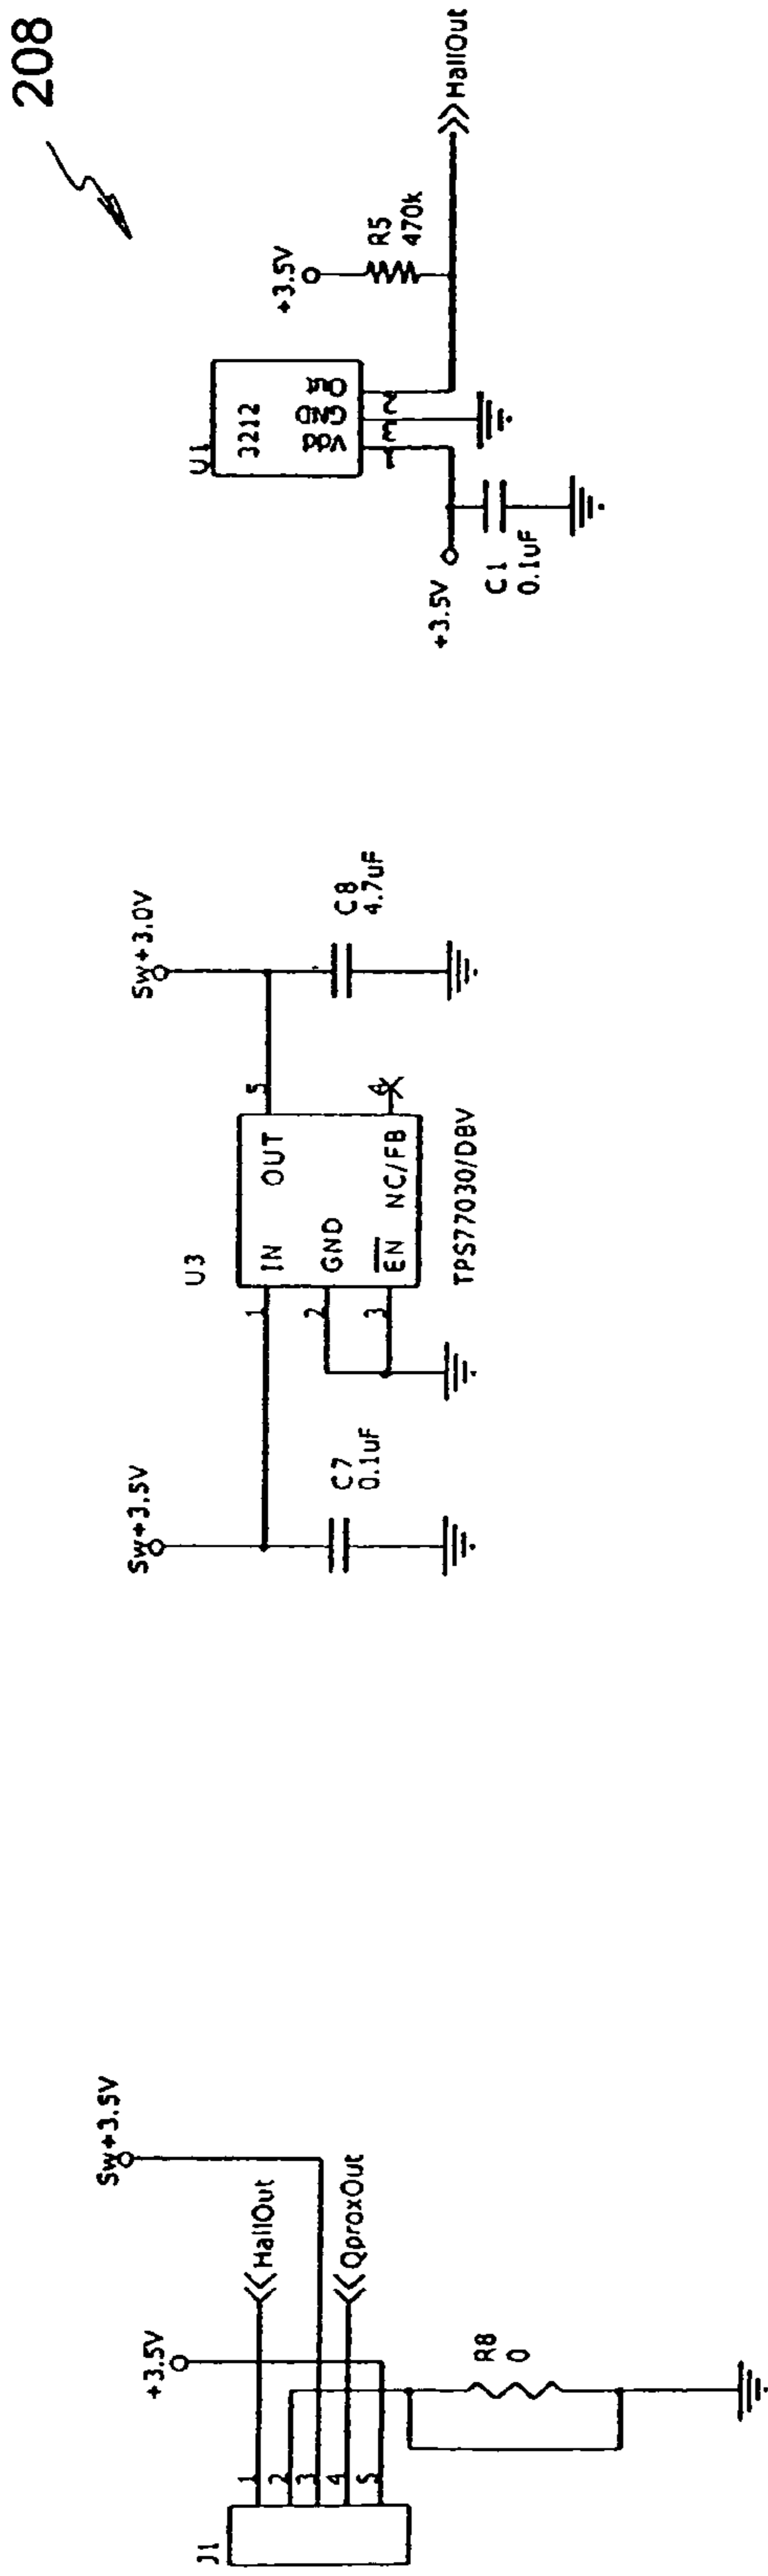 208
J1
1
2
3
4
5
+3.5V
HallOut
Sw+3.5V
QproxOut
R8
0
Sw+3.5V
C7
0.1uF
U3
1
2
3
IN
GND
EN
OUT
NC/FB
5
4
TPS77030/DBV
Sw+3.0V
C8
4.7uF
U1
3212
Vdd
GND
Out
1
3
2
+3.5V
C1
0.1uF
+3.5V
R5
470k
HallOut